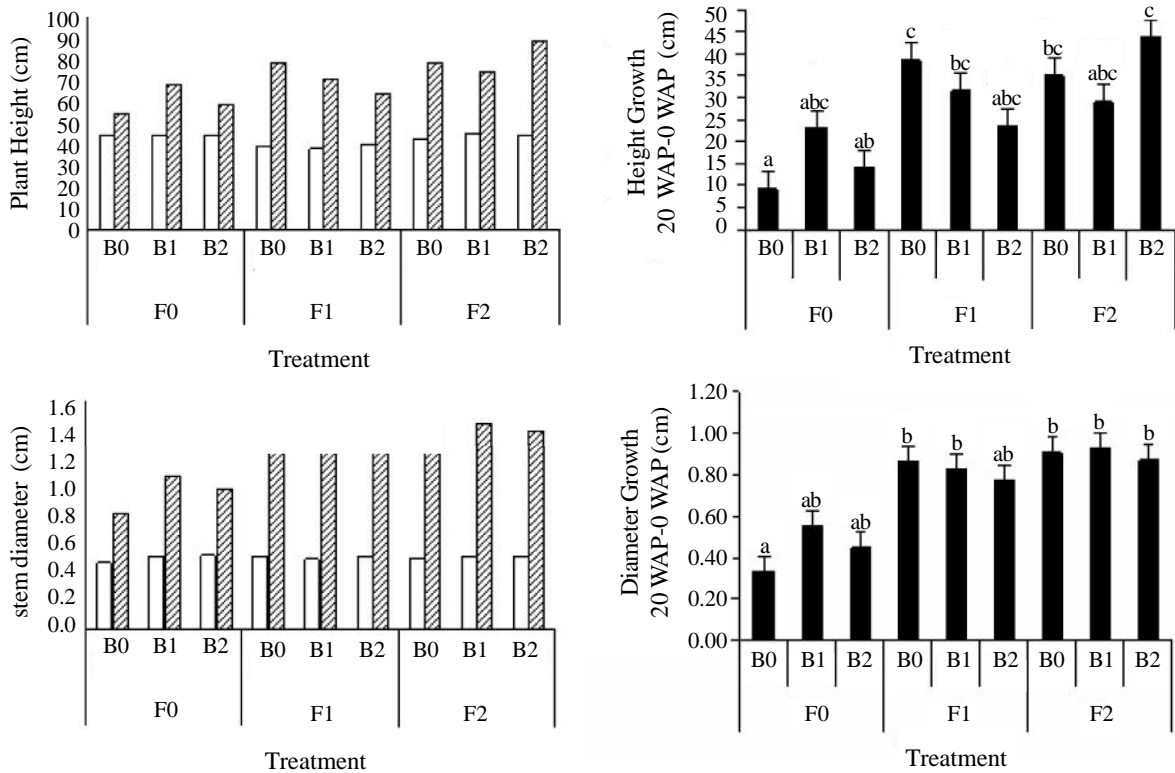 Plant Height (cm)
100
90
80
70
60
50
40
30
20
10
0
B0 B1 B2 B0 B1 B2 B0 B1 B2
F0 F1 F2
Treatment
Height Growth
20 WAP-0 WAP (cm)
50
45
45
35
30
25
20
15
10
5
0
a abc ab c bc abc bc abc c
B0 B1 B2 B0 B1 B2 B0 B1 B2
F0 F1 F2
Treatment
stem diameter (cm)
1.6
1.4
1.2
1.0
0.8
0.6
0.4
0.2
0.0
B0 B1 B2 B0 B1 B2 B0 B1 B2
F0 F1 F2
Treatment
Diameter Growth
20 WAP-0 WAP (cm)
1.20
1.00
0.80
0.60
0.40
0.20
0.00
a ab ab b b ab b b b
B0 B1 B2 B0 B1 B2 B0 B1 B2
F0 F1 F2
Treatment